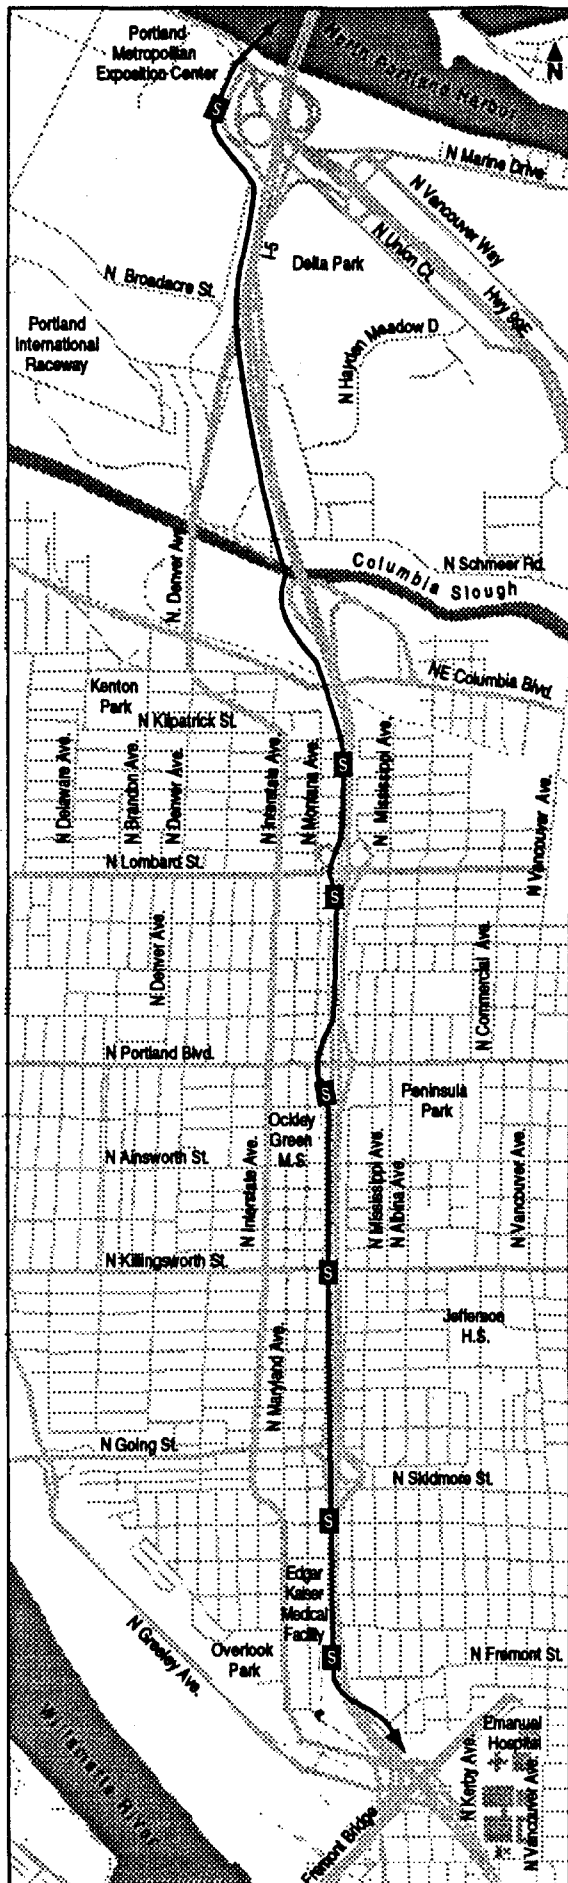 Portland
Metropolitian
Exposition Center
North Portland Harbor
N
S
N Marine Drive
N Vancouver Way
N Union Ct.
Hwy 99E
I-5
Delta Park
N Broadacre St.
Portland
International
Raceway
N Hayden Meadow D
N. Denver Ave.
Columbia Slough
N Schmeer Rd.
NE Columbia Blvd.
Kenton
Park
N Kilpatrick St.
S
N Delaware Ave.
N Brandon Ave.
N Denver Ave.
N Interstate Ave.
N Montana Ave.
N Mississippi Ave.
N Vancouver Ave.
N Lombard St.
S
N Denver Ave.
N Commercial Ave.
N Portland Blvd.
S
Peninsula
Park
Ockley
Green
M.S.
N Ainsworth St.
N Interstate Ave.
N Mississippi Ave.
N Albina Ave.
N Vancouver Ave.
N Killingsworth St.
S
Jefferson
H.S.
N Maryland Ave.
N Going St.
N Skidmore St.
S
Edgar
Kaiser
Medical
Facility
N Greeley Ave.
Overlook
Park
S
N Fremont St.
Willamette River
Emanual
Hospital
N Kerby Ave.
N Vancouver Ave.
Fremont Bridge